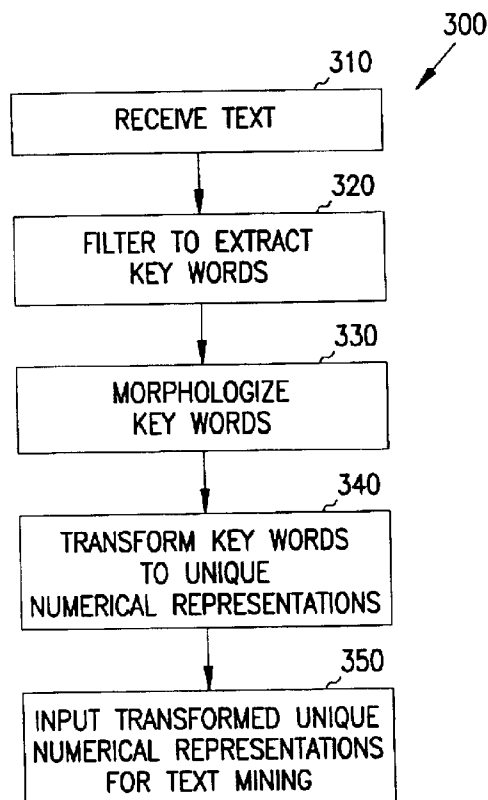 300
310
RECEIVE TEXT
320
FILTER TO EXTRACT
KEY WORDS
330
MORPHOLOGIZE
KEY WORDS
340
TRANSFORM KEY WORDS
TO UNIQUE
NUMERICAL REPRESENTATIONS
350
INPUT TRANSFORMED UNIQUE
NUMERICAL REPRESENTATIONS
FOR TEXT MINING